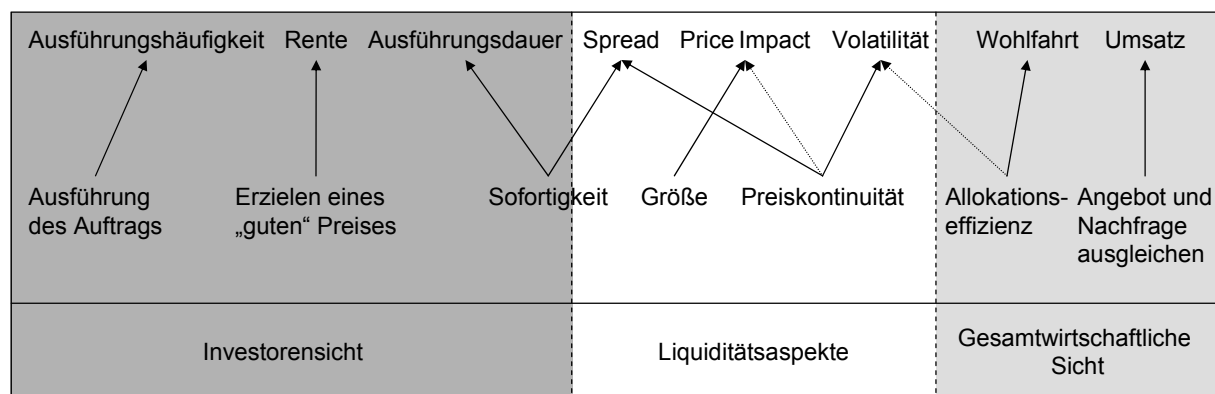 Ausführungshäufigkeit Rente Ausführungsdauer Spread Price Impact Volatilität Wohlfahrt Umsatz
Ausführung
des Auftrags
Erzielen eines
„guten“ Preises
Sofortigkeit
Größe
Preiskontinuität
Allokations-
effizienz
Angebot und
Nachfrage
ausgleichen
Investorensicht
Liquiditätsaspekte
Gesamtwirtschaftliche
Sicht